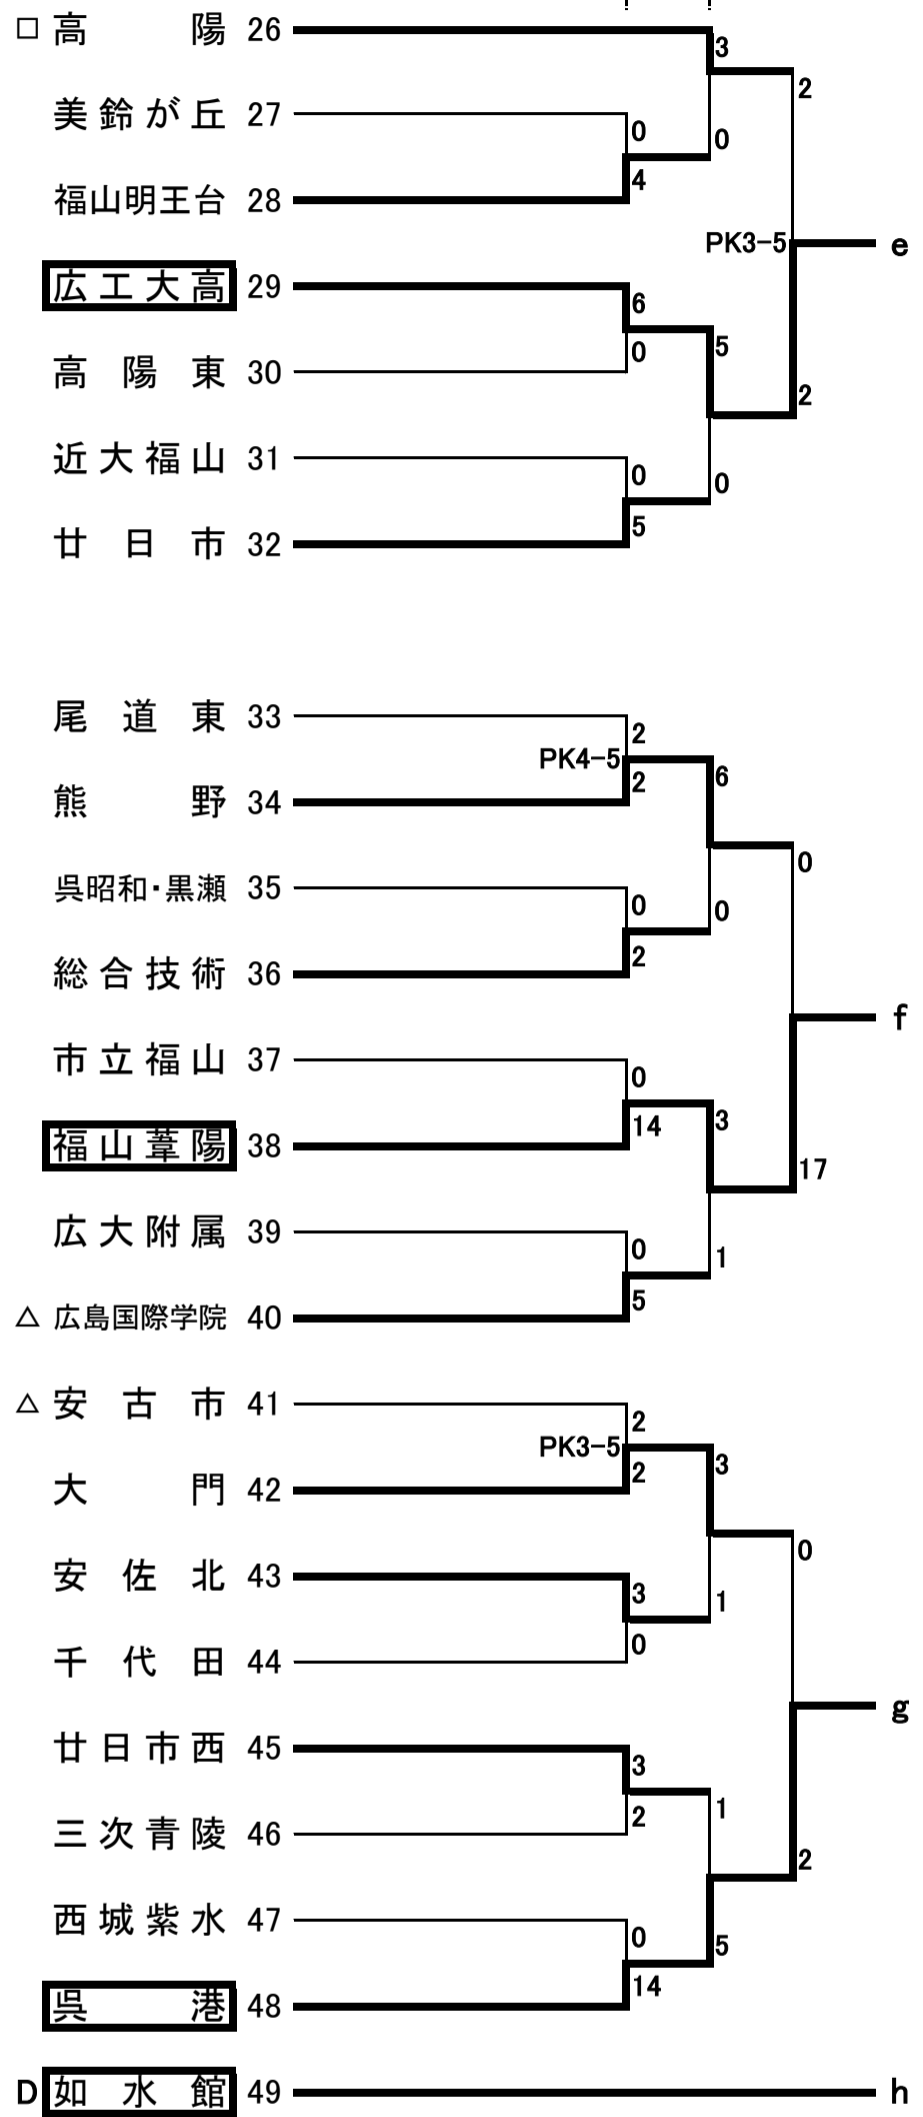 □ 高陽 26
3
2
美鈴が丘 27
0
0
4
福山明王台 28
PK3-5
e
広工大高 29
6
5
0
高陽東 30
2
近大福山 31
0
0
5
廿日市 32
尾道東 33
2
PK4-5
6
2
熊野 34
0
呉昭和・黒瀬 35
0
0
2
総合技術 36
f
市立福山 37
0
3
14
福山葦陽 38
17
広大附属 39
0
1
5
△ 広島国際学院 40
△ 安古市 41
2
PK3-5
3
2
大門 42
0
安佐北 43
3
1
0
千代田 44
g
廿日市西 45
3
1
2
三次青陵 46
2
西城紫水 47
0
5
14
呉港 48
D 如水館 49
h